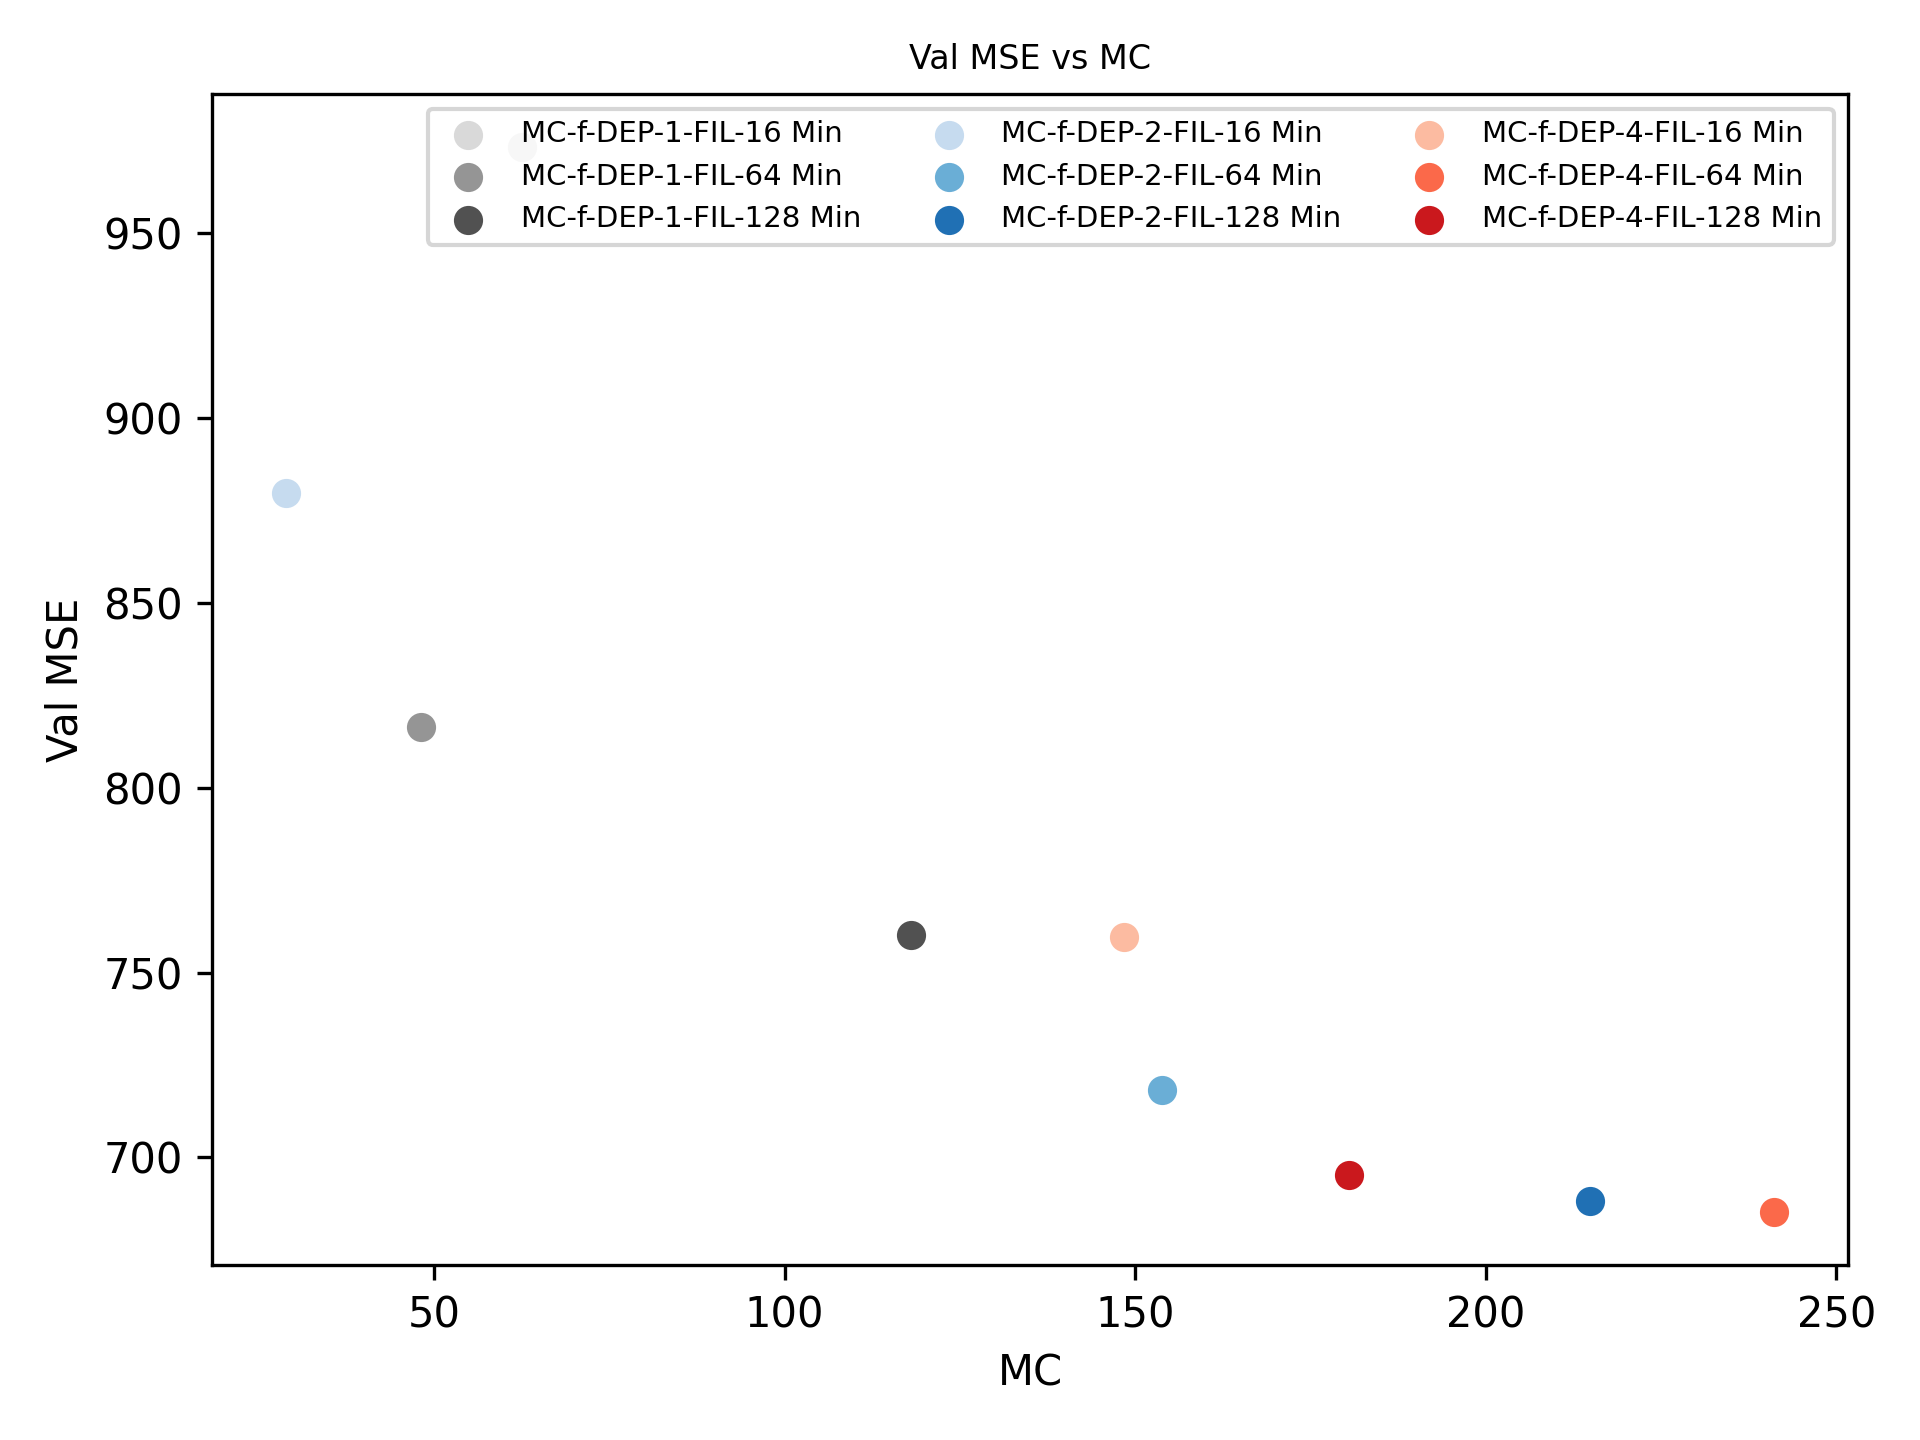 Val MSE vs MC
MC-f-DEP-1-FIL-16 Min
MC-f-DEP-1-FIL-64 Min
MC-f-DEP-1-FIL-128 Min
MC-f-DEP-2-FIL-16 Min
MC-f-DEP-2-FIL-64 Min
MC-f-DEP-2-FIL-128 Min
MC-f-DEP-4-FIL-16 Min
MC-f-DEP-4-FIL-64 Min
MC-f-DEP-4-FIL-128 Min
950
900
850
800
750
700
Val MSE
50 100 150 200 250
MC